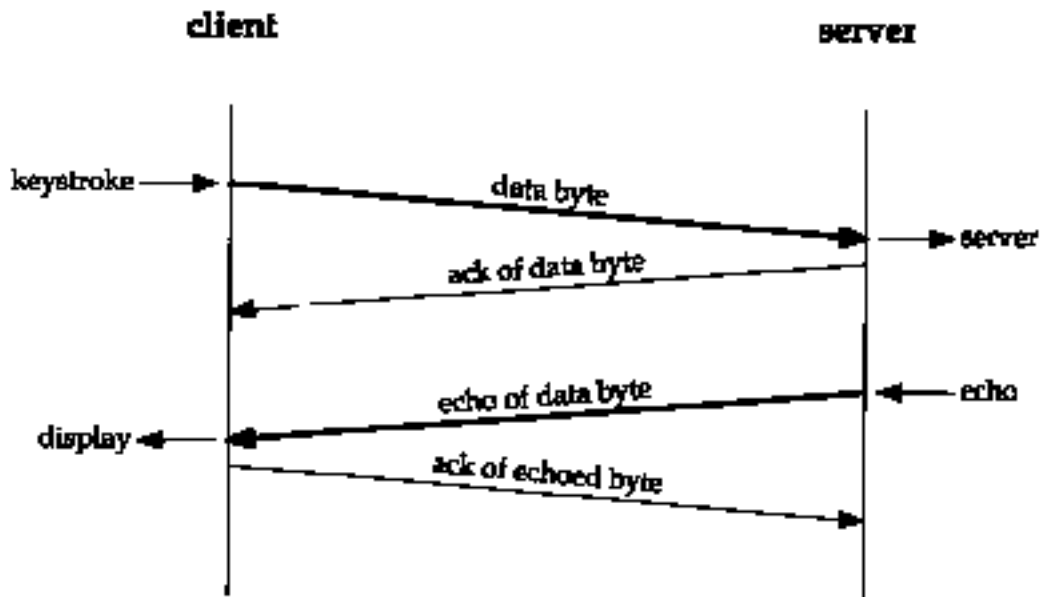 client
server
keystroke
data byte
server
ack of data byte
echo of data byte
echo
display
ack of echoed byte